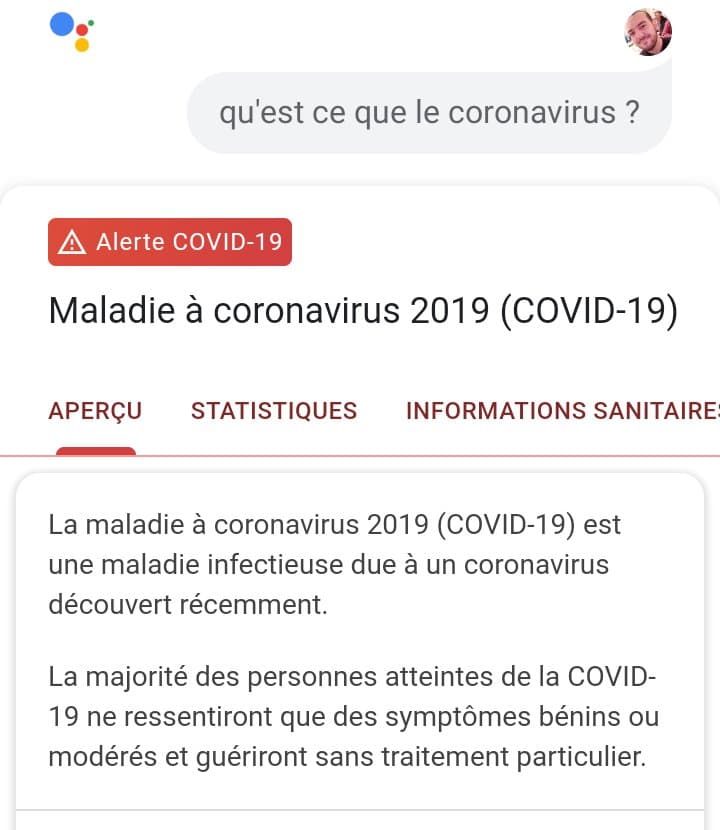 qu'est ce que le coronavirus ?
Alerte COVID-19
Maladie à coronavirus 2019 (COVID-19)
APERÇU STATISTIQUES INFORMATIONS SANITAIRES
La maladie à coronavirus 2019 (COVID-19) est
une maladie infectieuse due à un coronavirus
découvert récemment.
La majorité des personnes atteintes de la COVID-
19 ne ressentiront que des symptômes bénins ou
modérés et guériront sans traitement particulier.